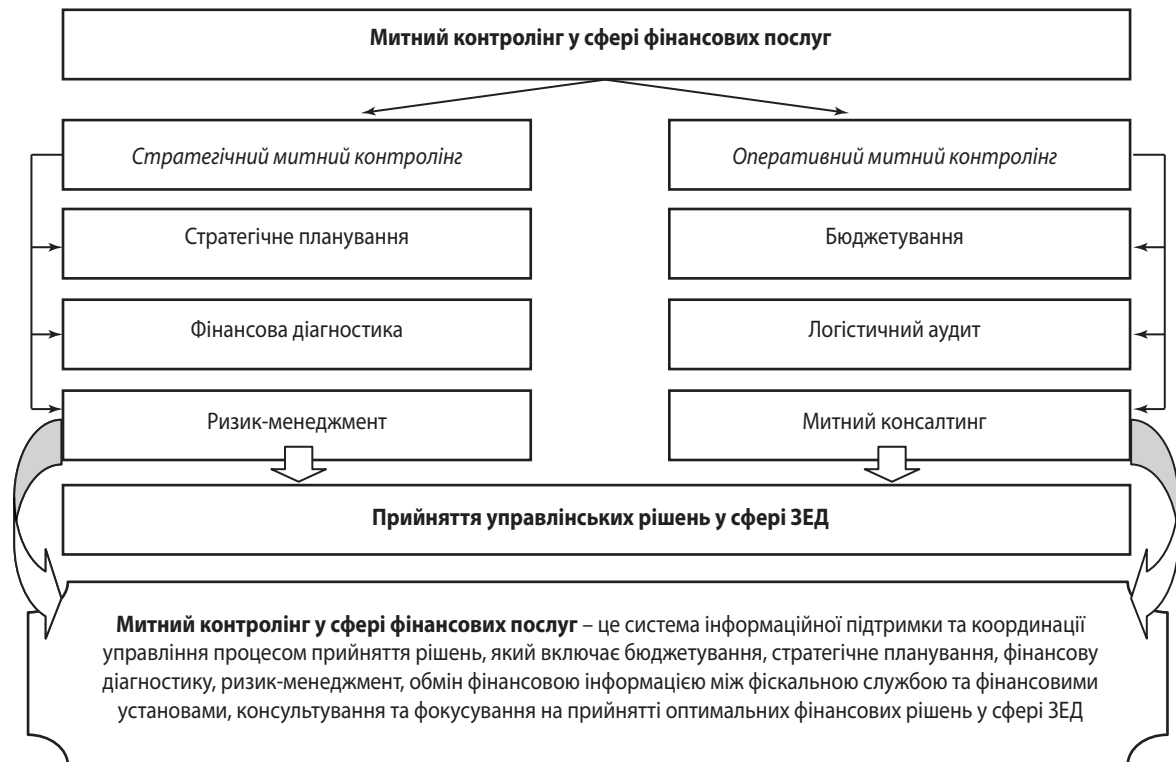 Митний контролінг у сфері фінансових послуг
Стратегічний митний контролінг
Оперативний митний контролінг
Стратегічне планування
Бюджетування
Фінансова діагностика
Логістичний аудит
Ризик-менеджмент
Митний консалтинг
Прийняття управлінських рішень у сфері ЗЕД
Митний контролінг у сфері фінансових послуг – це система інформаційної підтримки та координації
управління процесом прийняття рішень, який включає бюджетування, стратегічне планування, фінансову
діагностику, ризик-менеджмент, обмін фінансовою інформацією між фіскальною службою та фінансовими
установами, консультування та фокусування на прийнятті оптимальних фінансових рішень у сфері ЗЕД